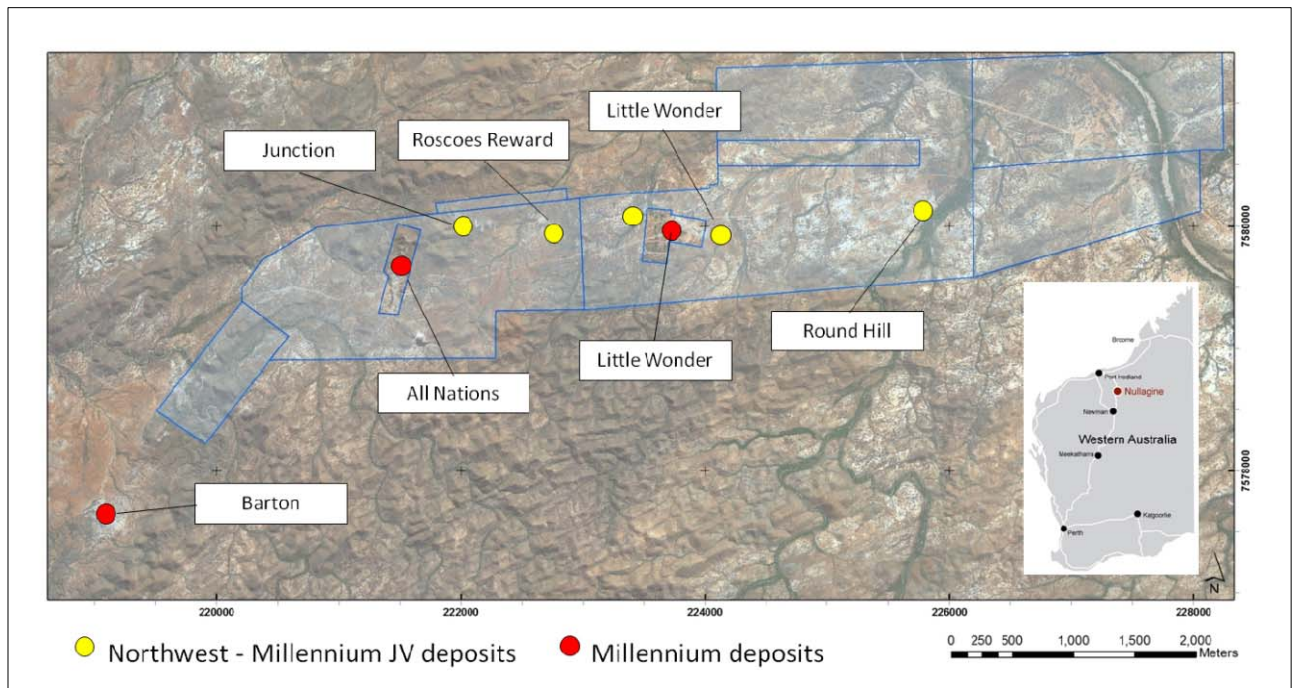 Little Wonder
Roscoes Reward
Junction
7580000
Round Hill
Little Wonder
All Nations
Broome
Port Hedland
Nullagine
Newman
Western Australia
Meekathara
7578000
Barton
Kalgoorlie
Perth
N
220000 222000 224000 226000 228000
Northwest - Millennium JV deposits Millennium deposits
0 250 500 1,000 1,500 2,000
Meters